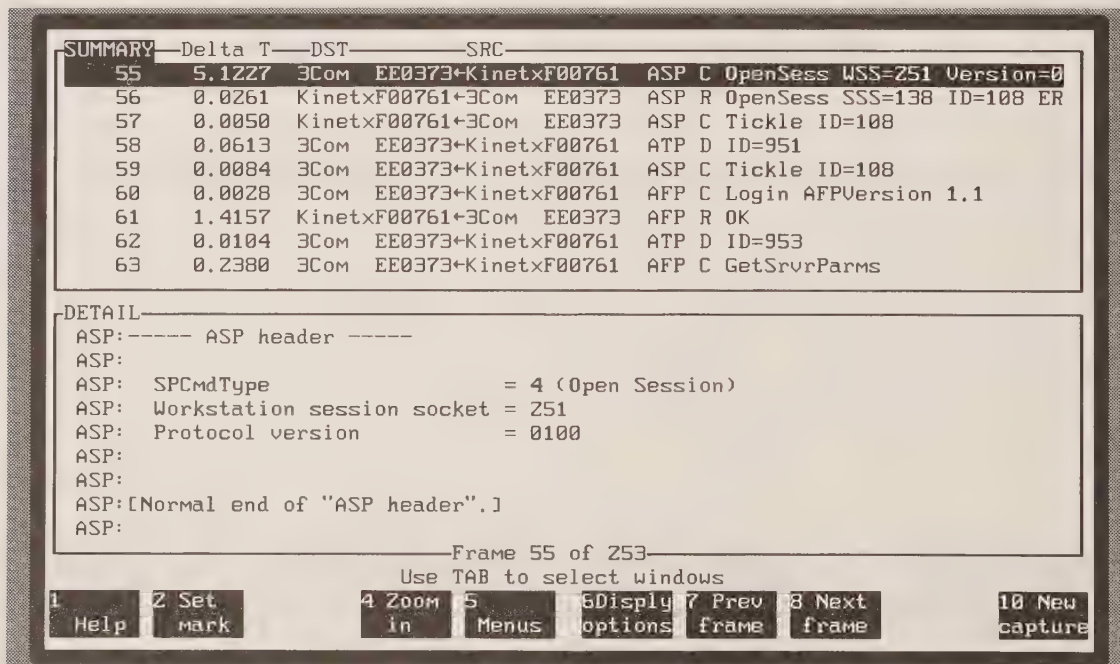 SUMMARY Delta T DST SRC
55 5.1227 3Com EE0373←KinetxF00761 ASP C OpenSess WSS=251 Version=0
56 0.0261 KinetxF00761←3Com EE0373 ASP R OpenSess SSS=138 ID=108 ER
57 0.0050 KinetxF00761←3Com EE0373 ASP C Tickle ID=108
58 0.0613 3Com EE0373←KinetxF00761 ATP D ID=951
59 0.0084 3Com EE0373←KinetxF00761 ASP C Tickle ID=108
60 0.0028 3Com EE0373←KinetxF00761 AFP C Login AFPVersion 1.1
61 1.4157 KinetxF00761←3Com EE0373 AFP R OK
62 0.0104 3Com EE0373←KinetxF00761 ATP D ID=953
63 0.2380 3Com EE0373←KinetxF00761 AFP C GetSrvrParms
DETAIL
ASP:----- ASP header -----
ASP:
ASP: SPCmdType = 4 (Open Session)
ASP: Workstation session socket = 251
ASP: Protocol version = 0100
ASP:
ASP:
ASP:[Normal end of "ASP header".]
ASP:
Frame 55 of 253
Use TAB to select windows
1 2 Set 4 Zoom 5 6Disply 7 Prev 8 Next 10 New
Help mark in Menus options frame frame capture